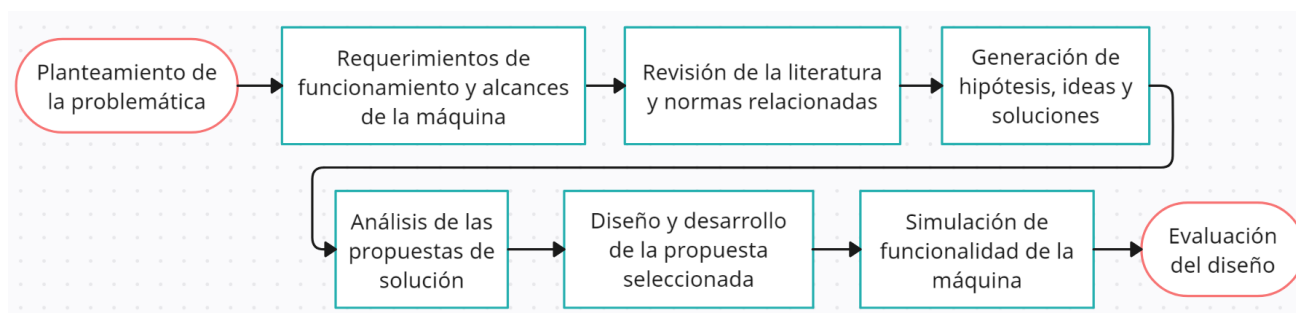 Planteamiento de
la problemática
Requerimientos de
funcionamiento y alcances
de la máquina
Revisión de la literatura
y normas relacionadas
Generación de
hipótesis, ideas y
soluciones
Análisis de las
propuestas de
solución
Diseño y desarrollo
de la propuesta
seleccionada
Simulación de
funcionalidad de la
máquina
Evaluación
del diseño